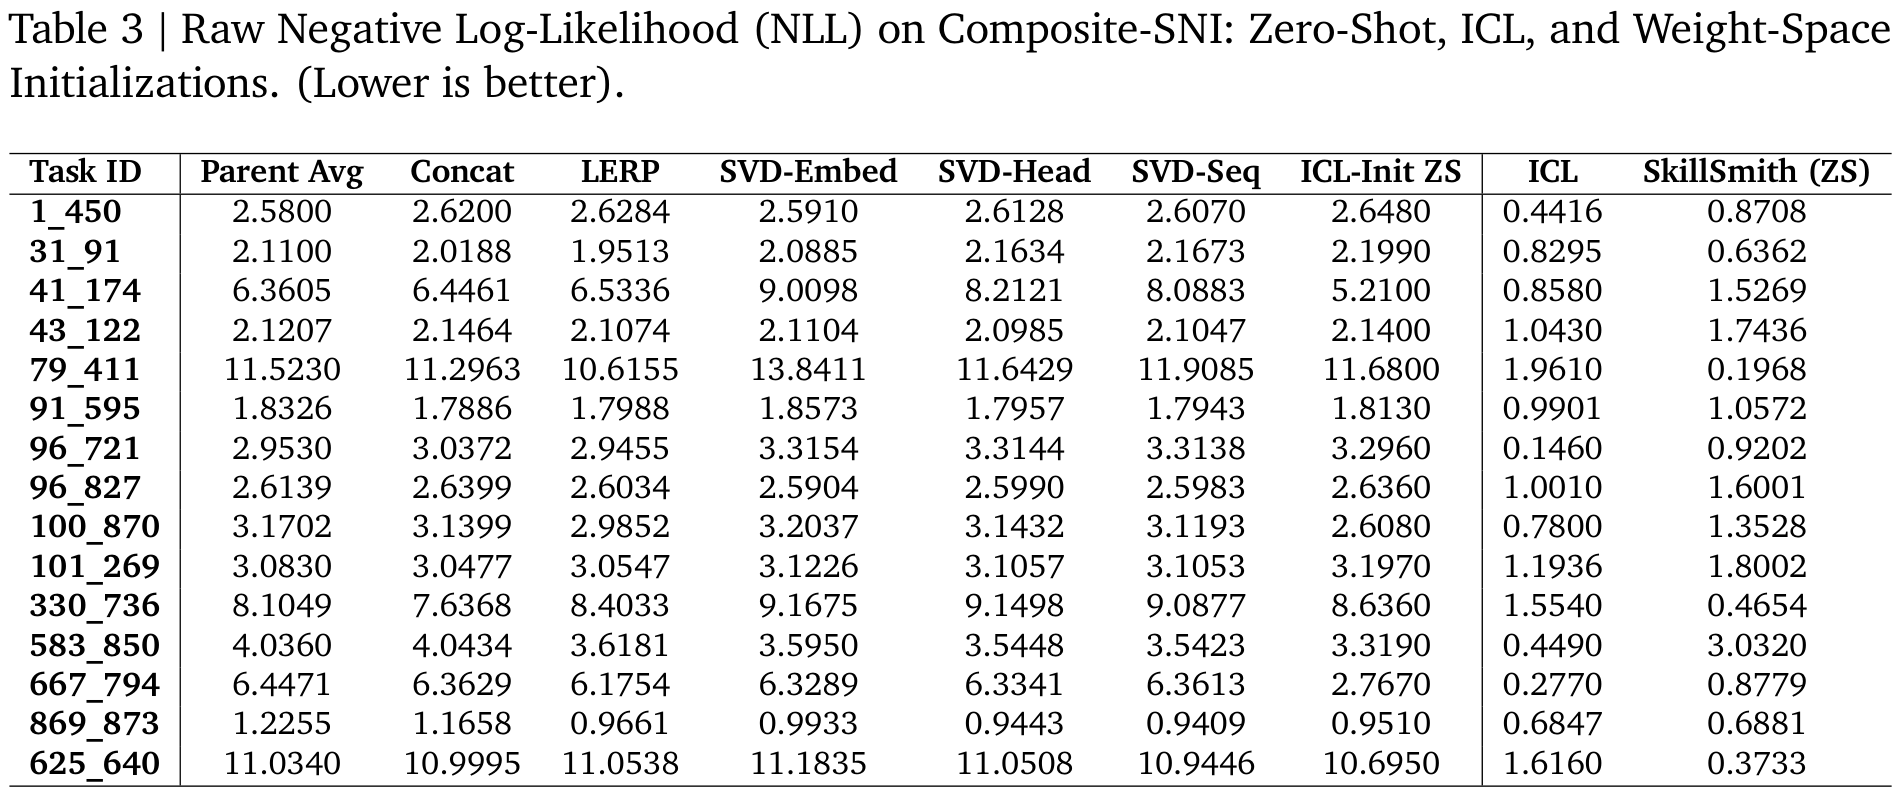 Table 3 | Raw Negative Log-Likelihood (NLL) on Composite-SNI: Zero-Shot, ICL, and Weight-Space
Initializations. (Lower is better).
Task ID Parent Avg Concat LERP SVD-Embed SVD-Head SVD-Seq ICL-Init ZS ICL SkillSmith (ZS)
1_450 2.5800 2.6200 2.6284 2.5910 2.6128 2.6070 2.6480 0.4416 0.8708
31_91 2.1100 2.0188 1.9513 2.0885 2.1634 2.1673 2.1990 0.8295 0.6362
41_174 6.3605 6.4461 6.5336 9.0098 8.2121 8.0883 5.2100 0.8580 1.5269
43_122 2.1207 2.1464 2.1074 2.1104 2.0985 2.1047 2.1400 1.0430 1.7436
79_411 11.5230 11.2963 10.6155 13.8411 11.6429 11.9085 11.6800 1.9610 0.1968
91_595 1.8326 1.7886 1.7988 1.8573 1.7957 1.7943 1.8130 0.9901 1.0572
96_721 2.9530 3.0372 2.9455 3.3154 3.3144 3.3138 3.2960 0.1460 0.9202
96_827 2.6139 2.6399 2.6034 2.5904 2.5990 2.5983 2.6360 1.0010 1.6001
100_870 3.1702 3.1399 2.9852 3.2037 3.1432 3.1193 2.6080 0.7800 1.3528
101_269 3.0830 3.0477 3.0547 3.1226 3.1057 3.1053 3.1970 1.1936 1.8002
330_736 8.1049 7.6368 8.4033 9.1675 9.1498 9.0877 8.6360 1.5540 0.4654
583_850 4.0360 4.0434 3.6181 3.5950 3.5448 3.5423 3.3190 0.4490 3.0320
667_794 6.4471 6.3629 6.1754 6.3289 6.3341 6.3613 2.7670 0.2770 0.8779
869_873 1.2255 1.1658 0.9661 0.9933 0.9443 0.9409 0.9510 0.6847 0.6881
625_640 11.0340 10.9995 11.0538 11.1835 11.0508 10.9446 10.6950 1.6160 0.3733